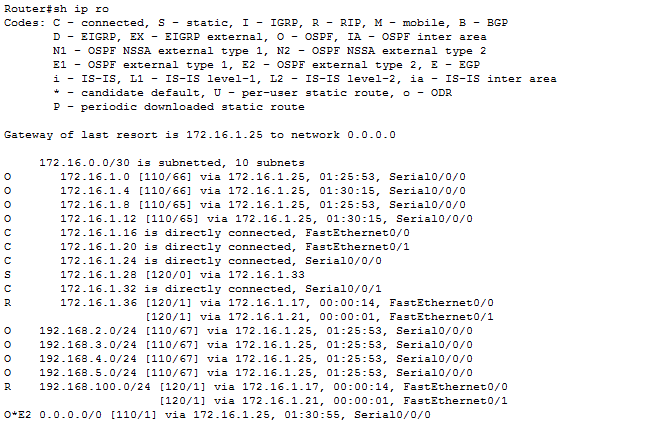 Router#sh ip ro
Codes: C - connected, S - static, I - IGRP, R - RIP, M - mobile, B - BGP
       D - EIGRP, EX - EIGRP external, O - OSPF, IA - OSPF inter area
       N1 - OSPF NSSA external type 1, N2 - OSPF NSSA external type 2
       E1 - OSPF external type 1, E2 - OSPF external type 2, E - EGP
       i - IS-IS, L1 - IS-IS level-1, L2 - IS-IS level-2, ia - IS-IS inter area
       * - candidate default, U - per-user static route, o - ODR
       P - periodic downloaded static route
Gateway of last resort is 172.16.1.25 to network 0.0.0.0
     172.16.0.0/30 is subnetted, 10 subnets
O       172.16.1.0 [110/66] via 172.16.1.25, 01:25:53, Serial0/0/0
O       172.16.1.4 [110/66] via 172.16.1.25, 01:30:15, Serial0/0/0
O       172.16.1.8 [110/65] via 172.16.1.25, 01:25:53, Serial0/0/0
O       172.16.1.12 [110/65] via 172.16.1.25, 01:30:15, Serial0/0/0
C       172.16.1.16 is directly connected, FastEthernet0/0
C       172.16.1.20 is directly connected, FastEthernet0/1
C       172.16.1.24 is directly connected, Serial0/0/0
S       172.16.1.28 [120/0] via 172.16.1.33
C       172.16.1.32 is directly connected, Serial0/0/1
R       172.16.1.36 [120/1] via 172.16.1.17, 00:00:14, FastEthernet0/0
                    [120/1] via 172.16.1.21, 00:00:01, FastEthernet0/1
O    192.168.2.0/24 [110/67] via 172.16.1.25, 01:25:53, Serial0/0/0
O    192.168.3.0/24 [110/67] via 172.16.1.25, 01:25:53, Serial0/0/0
O    192.168.4.0/24 [110/67] via 172.16.1.25, 01:25:53, Serial0/0/0
O    192.168.5.0/24 [110/67] via 172.16.1.25, 01:25:53, Serial0/0/0
R    192.168.100.0/24 [120/1] via 172.16.1.17, 00:00:14, FastEthernet0/0
                      [120/1] via 172.16.1.21, 00:00:01, FastEthernet0/1
O*E2 0.0.0.0/0 [110/1] via 172.16.1.25, 01:30:55, Serial0/0/0